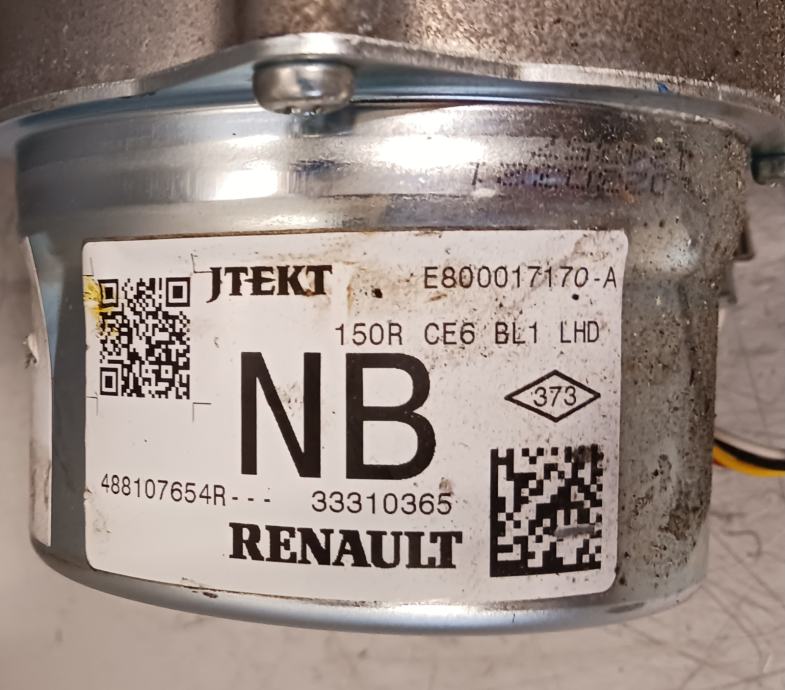 JTEKT E800017170-A
150R CE6 BL1 LHD
NB
373
488107654R--- 33310365
RENAULT